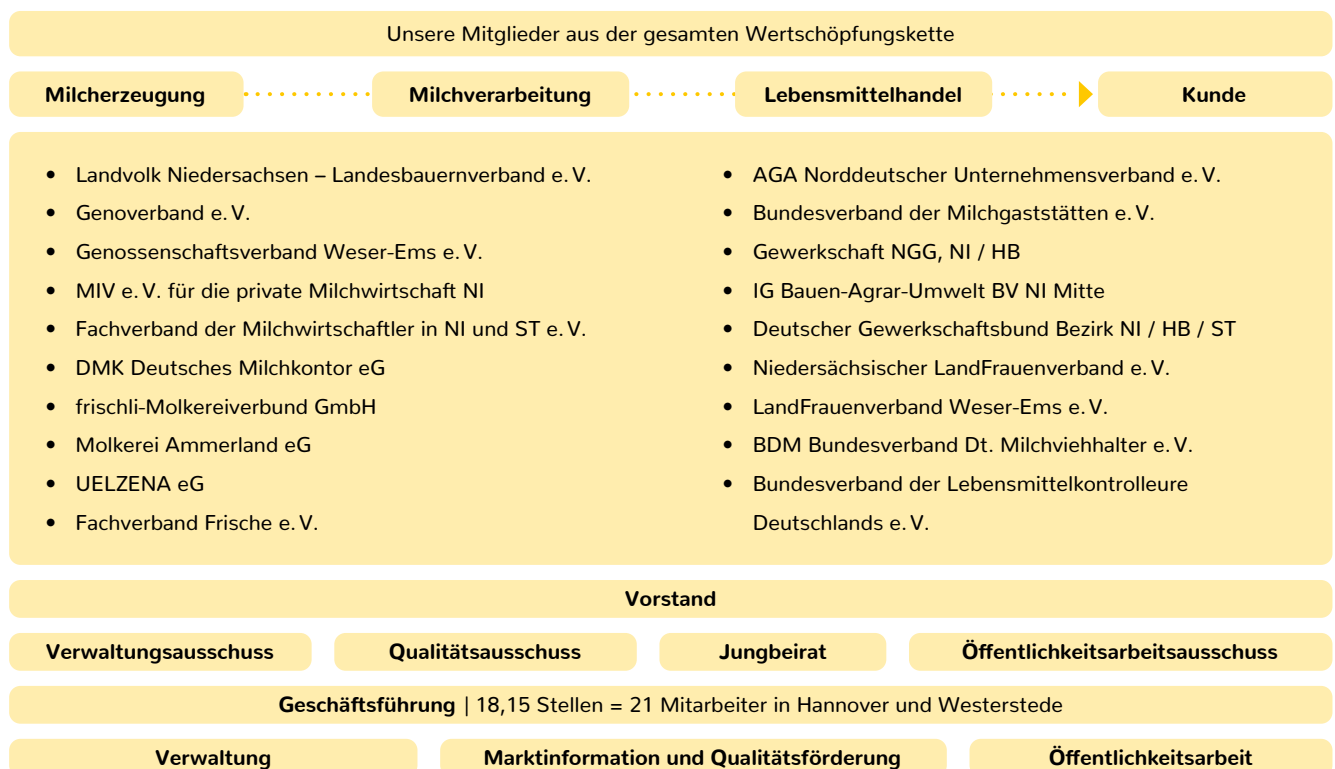 Unsere Mitglieder aus der gesamten Wertschöpfungskette
Milcherzeugung
Milchverarbeitung
Lebensmittelhandel
Kunde
• Landvolk Niedersachsen – Landesbauernverband e. V.
• Genoverband e. V.
• Genossenschaftsverband Weser-Ems e. V.
• MIV e. V. für die private Milchwirtschaft NI
• Fachverband der Milchwirtschaftler in NI und ST e. V.
• DMK Deutsches Milchkontor eG
• frischli-Molkereiverbund GmbH
• Molkerei Ammerland eG
• UELZENA eG
• Fachverband Frische e. V.
• AGA Norddeutscher Unternehmensverband e. V.
• Bundesverband der Milchgaststätten e. V.
• Gewerkschaft NGG, NI / HB
• IG Bauen-Agrar-Umwelt BV NI Mitte
• Deutscher Gewerkschaftsbund Bezirk NI / HB / ST
• Niedersächsischer LandFrauenverband e. V.
• LandFrauenverband Weser-Ems e. V.
• BDM Bundesverband Dt. Milchviehhalter e. V.
• Bundesverband der Lebensmittelkontrolleure
Deutschlands e. V.
Vorstand
Verwaltungsausschuss
Qualitätsausschuss
Jungbeirat
Öffentlichkeitsarbeitsausschuss
Geschäftsführung | 18,15 Stellen = 21 Mitarbeiter in Hannover und Westerstede
Verwaltung
Marktinformation und Qualitätsförderung
Öffentlichkeitsarbeit